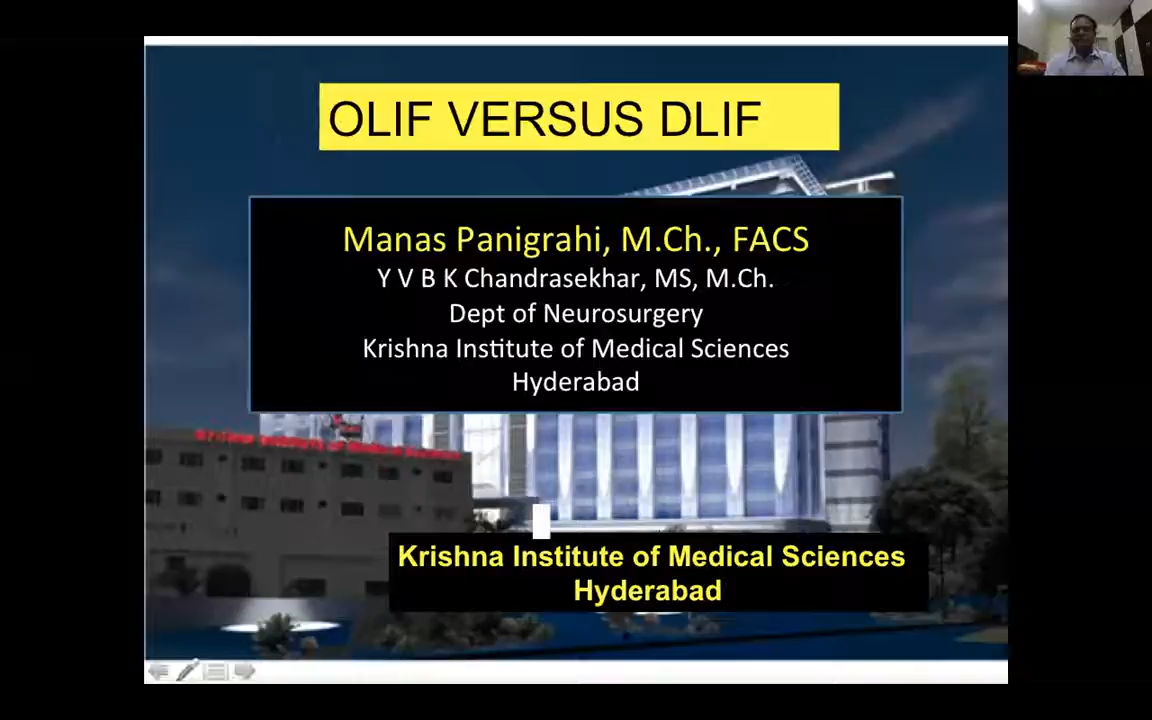 OLIF VERSUS DLIF
Manas Panigrahi, M.Ch., FACS
Y V B K Chandrasekhar, MS, M.Ch.
Dept of Neurosurgery
Krishna Institute of Medical Sciences
Hyderabad
Krishna Institute of Medical Sciences
Hyderabad